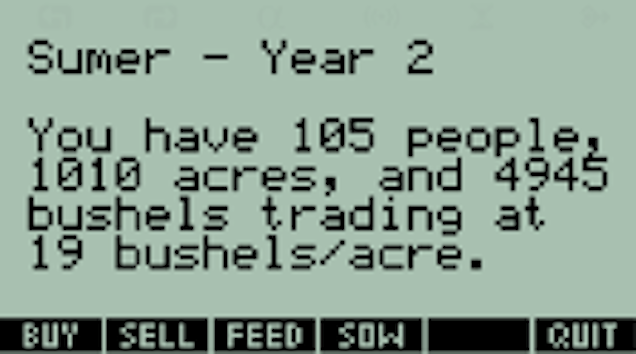 Sumer - Year 2
You have 105 people,
1010 acres, and 4945
bushels trading at
19 bushels/acre.
BUY SELL FEED SOW QUIT